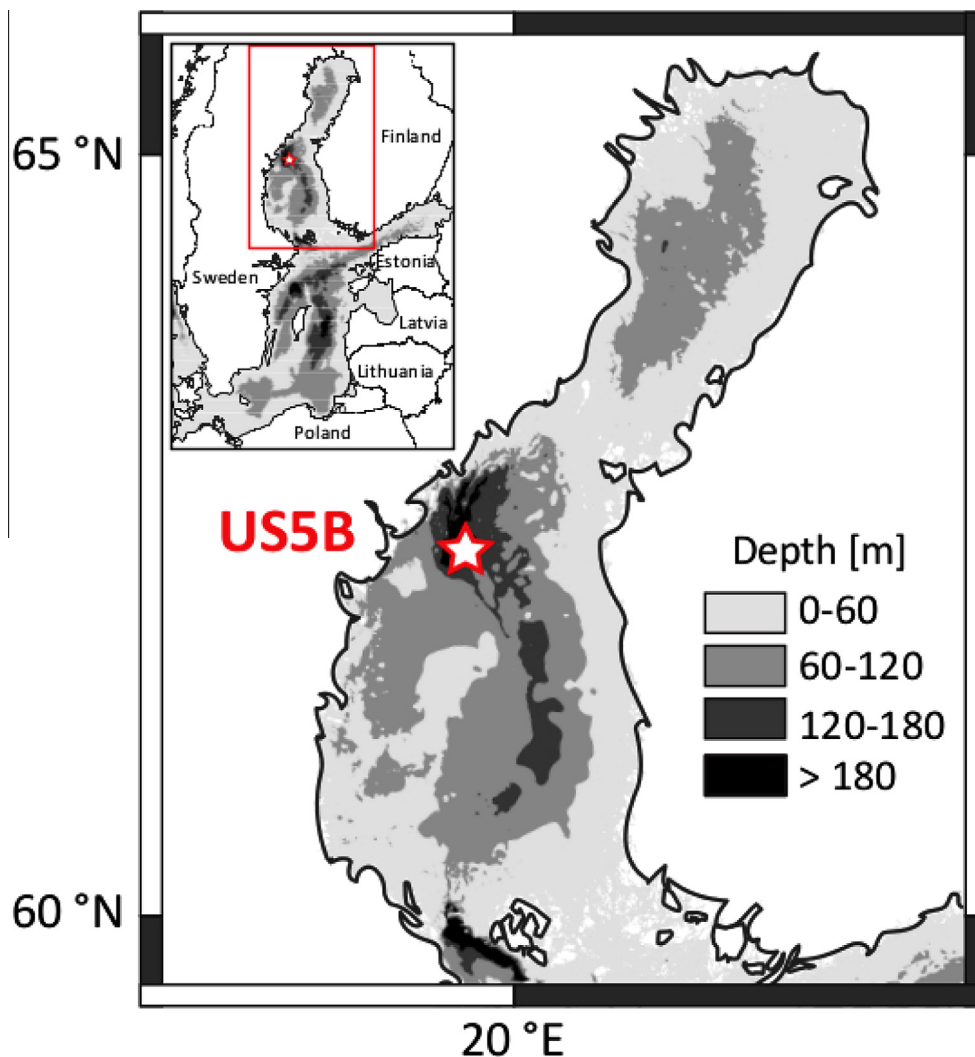 65 °N
Finland
Sweden
Estonia
Latvia
Lithuania
Poland
US5B
Depth [m]
0-60
60-120
120-180
> 180
60 °N
20 °E